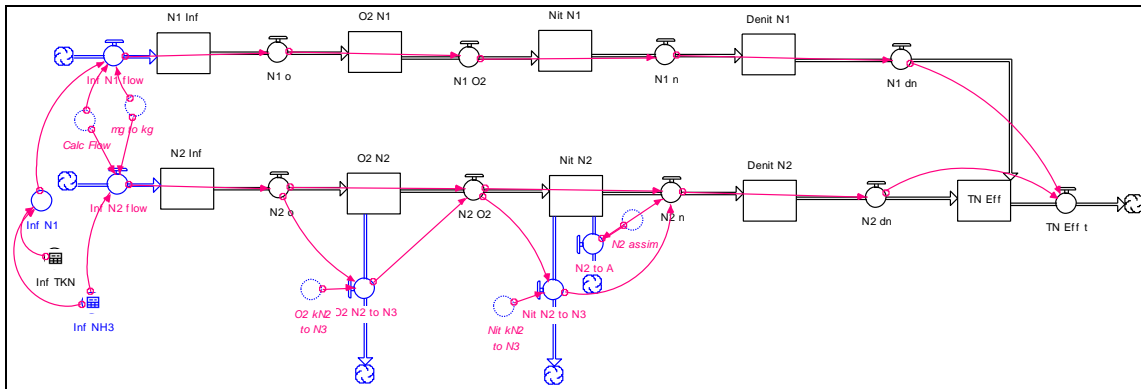 N1 Inf
O2 N1
Nit N1
Denit N1
Inf N1 flow
N1 o
N1 O2
N1 n
N1 dn
Calc Flow
mg to kg
N2 Inf
O2 N2
Nit N2
Denit N2
Inf N2 flow
N2 o
N2 O2
N2 n
N2 dn
TN Eff
TN Eff t
Inf N1
N2 assim
Inf TKN
N2 to A
Inf NH3
O2 kN2
to N3
O2 N2 to N3
Nit kN2
to N3
Nit N2 to N3